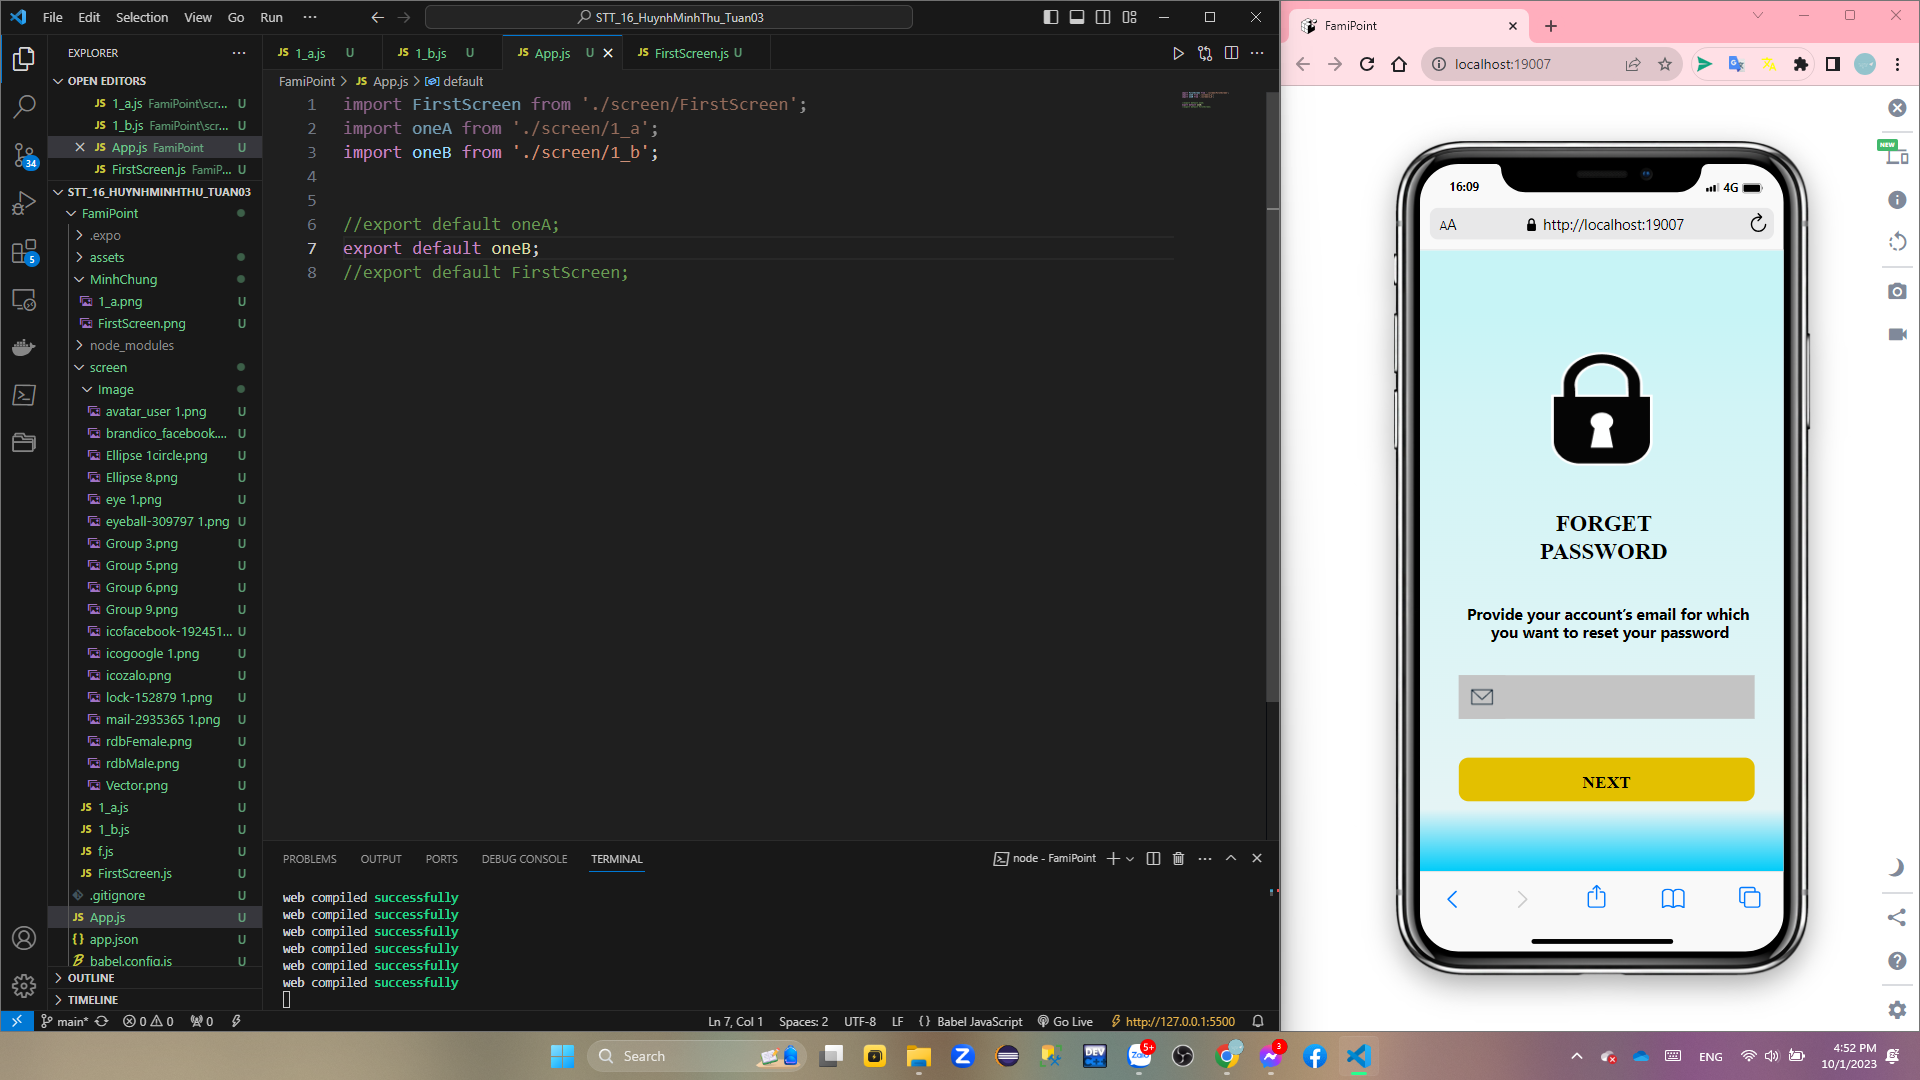 File Edit Selection View Go Run ··· STT_16_HuynhMinhThu_Tuan03
EXPLORER ···
OPEN EDITORS
JS 1_a.js FamiPoint\scr... U
JS 1_b.js FamiPoint\scr... U
JS App.js FamiPoint U
JS FirstScreen.js FamiP... U
STT_16_HUYNHMINHTHU_TUAN03
FamiPoint
.expo
assets
MinhChung
1_a.png U
FirstScreen.png U
node_modules
screen
Image
avatar_user 1.png U
brandico_facebook.... U
Ellipse 1circle.png U
Ellipse 8.png U
eye 1.png U
eyeball-309797 1.png U
Group 3.png U
Group 5.png U
Group 6.png U
Group 9.png U
icofacebook-192451... U
icogoogle 1.png U
icozalo.png U
lock-152879 1.png U
mail-2935365 1.png U
rdbFemale.png U
rdbMale.png U
Vector.png U
JS 1_a.js U
JS 1_b.js U
JS f.js U
JS FirstScreen.js U
.gitignore U
JS App.js U
{} app.json U
babel.config.js U
OUTLINE
TIMELINE
34
5
JS 1_a.js U JS 1_b.js U JS App.js U JS FirstScreen.js U
FamiPoint > JS App.js > default
1 import FirstScreen from './screen/FirstScreen';
2 import oneA from './screen/1_a';
3 import oneB from './screen/1_b';
4
5
6 //export default oneA;
7 export default oneB;
8 //export default FirstScreen;
PROBLEMS OUTPUT PORTS DEBUG CONSOLE TERMINAL node - FamiPoint
web compiled successfully
web compiled successfully
web compiled successfully
web compiled successfully
web compiled successfully
web compiled successfully
main* 0 0 0 Ln 7, Col 1 Spaces: 2 UTF-8 LF {} Babel JavaScript Go Live http://127.0.0.1:5500
FamiPoint
localhost:19007
NEW
16:09 4G
AA http://localhost:19007
FORGET
PASSWORD
Provide your account's email for which
you want to reset your password
NEXT
Search
DEV
Zalo
5+
3
ENG
4:52 PM
10/1/2023